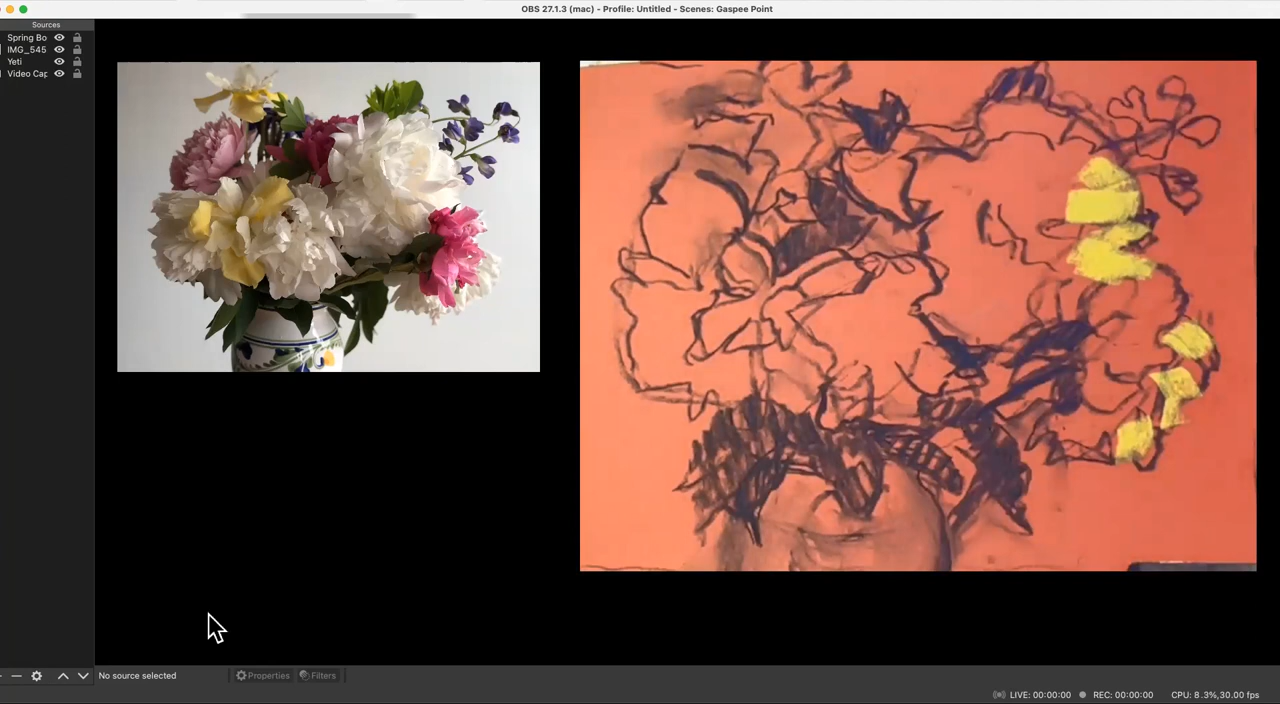 OBS 27.1.3 (mac) - Profile: Untitled - Scenes: Gaspee Point
Sources
Spring Bo
IMG_545
Yeti
Video Cap
No source selected
Properties
Filters
LIVE: 00:00:00
REC: 00:00:00
CPU: 8.3%,30.00 fps